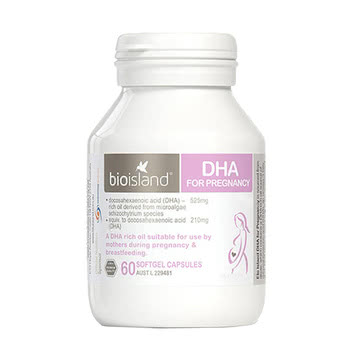 bioisland
DHA
FOR PREGNANCY
• docosahexaenoic acid (DHA) – 525mg
rich oil derived from microalgae
schizochytrium species
• equiv. to docosahexaenoic acid 210mg
(DHA)
A DHA rich oil suitable for use by
mothers during pregnancy &
breastfeeding.
60 SOFTGEL CAPSULES
AUST L 229481